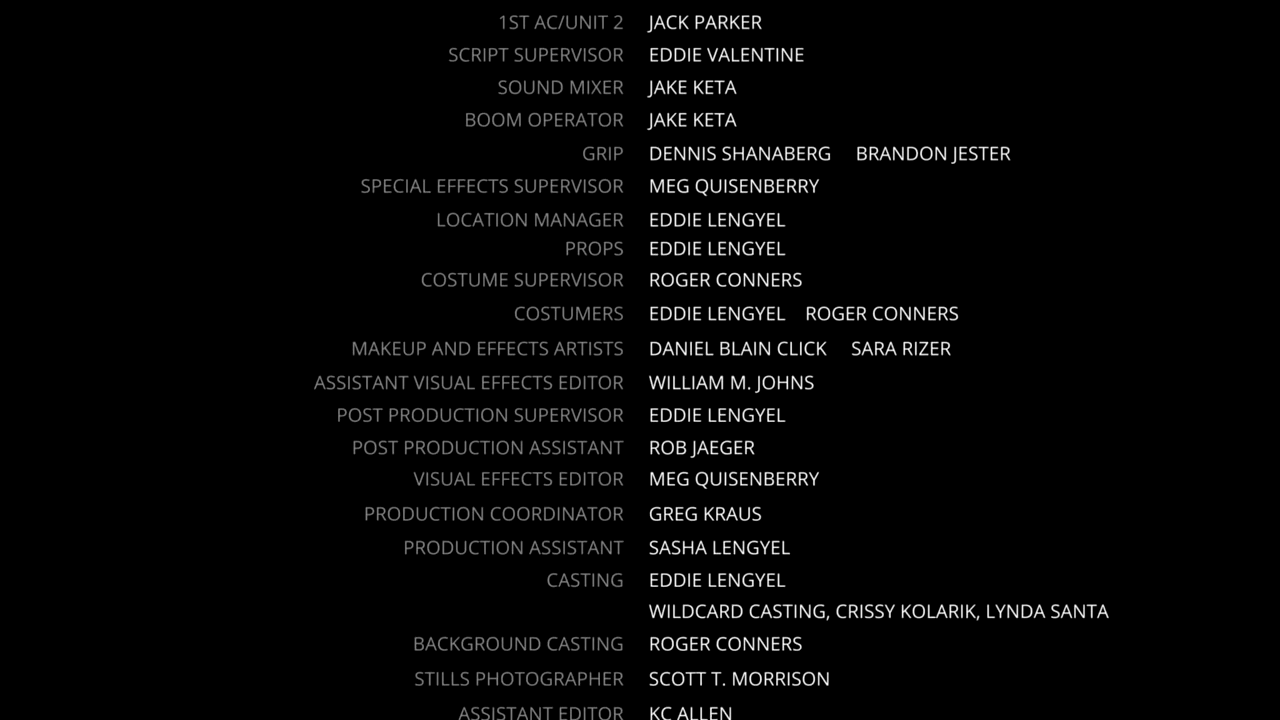 1ST AC/UNIT 2 JACK PARKER
SCRIPT SUPERVISOR EDDIE VALENTINE
SOUND MIXER JAKE KETA
BOOM OPERATOR JAKE KETA
GRIP DENNIS SHANABERG BRANDON JESTER
SPECIAL EFFECTS SUPERVISOR MEG QUISENBERRY
LOCATION MANAGER EDDIE LENGYEL
PROPS EDDIE LENGYEL
COSTUME SUPERVISOR ROGER CONNERS
COSTUMERS EDDIE LENGYEL ROGER CONNERS
MAKEUP AND EFFECTS ARTISTS DANIEL BLAIN CLICK SARA RIZER
ASSISTANT VISUAL EFFECTS EDITOR WILLIAM M. JOHNS
POST PRODUCTION SUPERVISOR EDDIE LENGYEL
POST PRODUCTION ASSISTANT ROB JAEGER
VISUAL EFFECTS EDITOR MEG QUISENBERRY
PRODUCTION COORDINATOR GREG KRAUS
PRODUCTION ASSISTANT SASHA LENGYEL
CASTING EDDIE LENGYEL
WILDCARD CASTING, CRISSY KOLARIK, LYNDA SANTA
BACKGROUND CASTING ROGER CONNERS
STILLS PHOTOGRAPHER SCOTT T. MORRISON
ASSISTANT EDITOR KC ALLEN